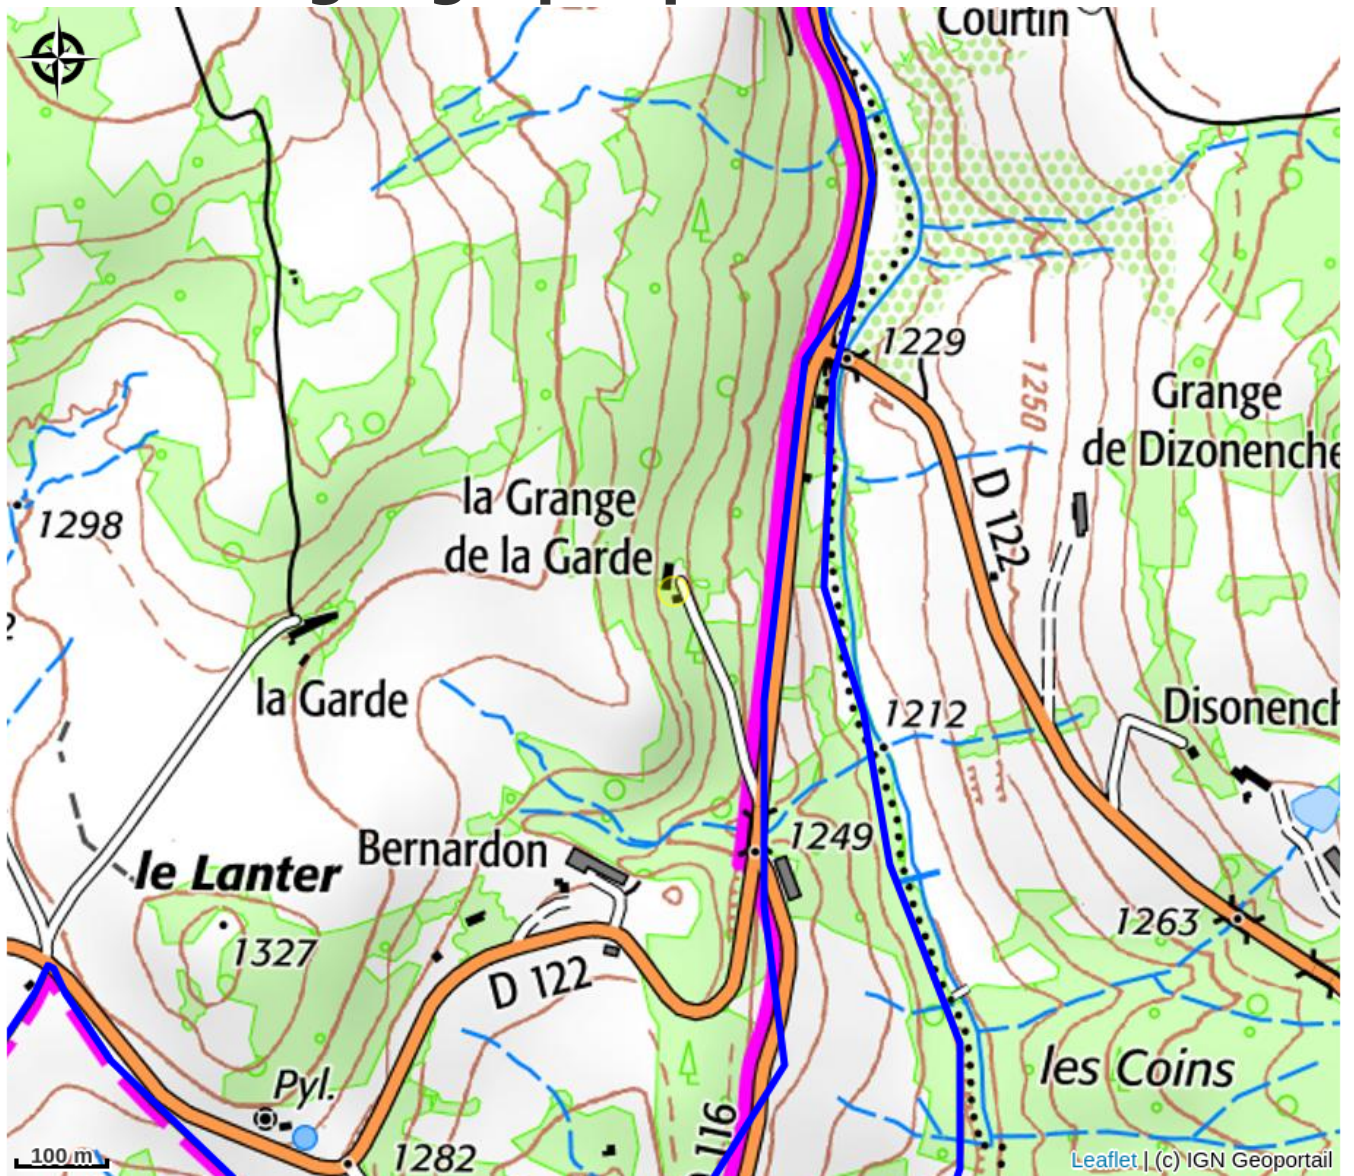 Courtin
1229
1250
Grange
de Dizonenche
la Grange
de la Garde
D 122
1298
la Garde
1212
Disonench
Bernardon
1249
le Lanter
1263
1327
D 122
les Coins
Pyl.
D 116
1282
100 m
Leaflet | (c) IGN Geoportail